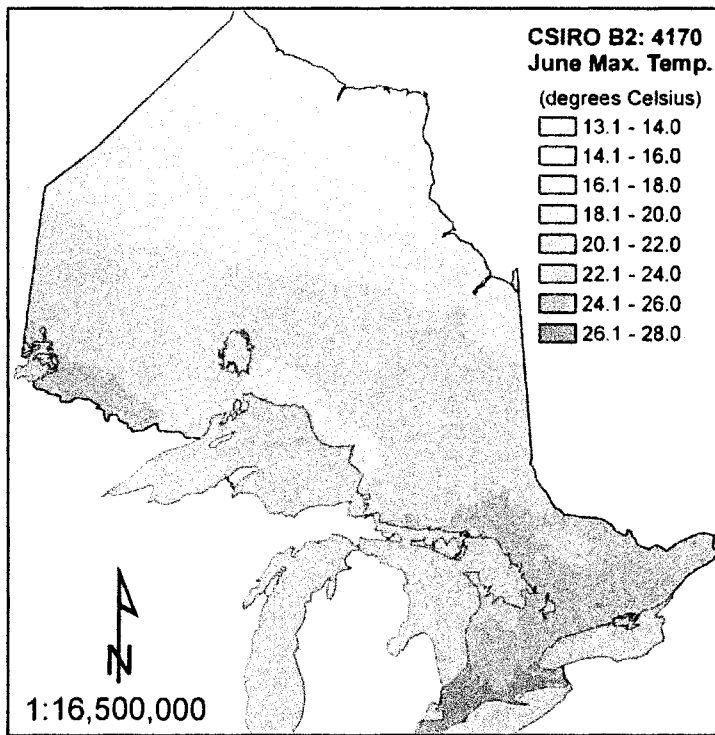 CSIRO B2: 4170
June Max. Temp.
(degrees Celsius)
13.1 - 14.0
14.1 - 16.0
16.1 - 18.0
18.1 - 20.0
20.1 - 22.0
22.1 - 24.0
24.1 - 26.0
26.1 - 28.0
N
1:16,500,000